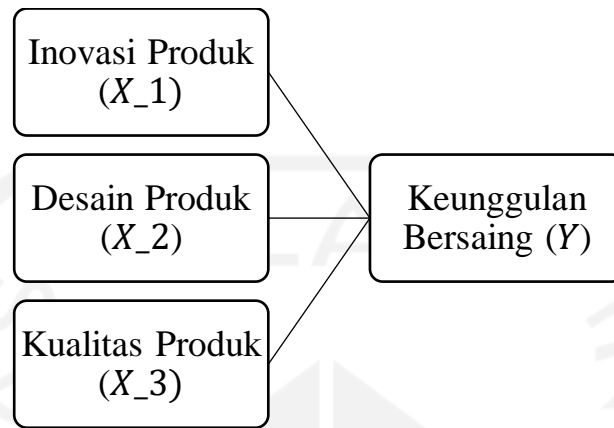 Inovasi Produk
(X_1)
Desain Produk
(X_2)
Kualitas Produk
(X_3)
Keunggulan
Bersaing (Y)